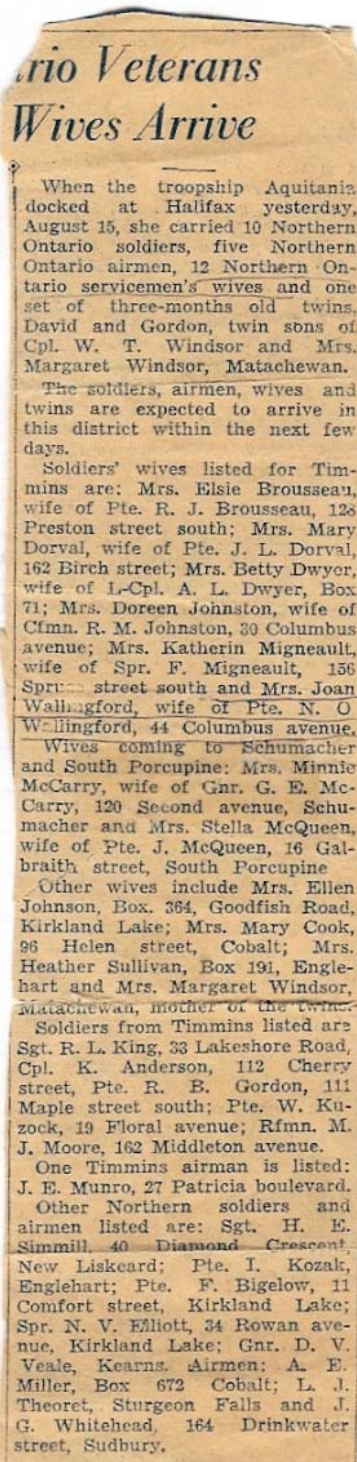 rio Veterans
Wives Arrive
When the troopship Aquitania
docked at Halifax yesterday,
August 15, she carried 10 Northern
Ontario soldiers, five Northern
Ontario airmen, 12 Northern On-
tario servicemen's wives and one
set of three-months old twins,
David and Gordon, twin sons of
Cpl. W. T. Windsor and Mrs.
Margaret Windsor, Matachewan.
The soldiers, airmen, wives and
twins are expected to arrive in
this district within the next few
days.
Soldiers' wives listed for Tim-
mins are: Mrs. Elsie Brousseau,
wife of Pte. R. J. Brousseau, 128
Preston street south; Mrs. Mary
Dorval, wife of Pte. J. L. Dorval,
162 Birch street; Mrs. Betty Dwyer,
wife of L-Cpl. A. L. Dwyer, Box
71; Mrs. Doreen Johnston, wife of
Cfmn. R. M. Johnston, 30 Columbus
avenue; Mrs. Katherin Migneault,
wife of Spr. F. Migneault, 156
Spruce street south and Mrs. Joan
Wallingford, wife of Pte. N. O
Wallingford, 44 Columbus avenue.
Wives coming to Schumacher
and South Porcupine: Mrs. Minnie
McCarry, wife of Gnr. G. E. Mc-
Carry, 120 Second avenue, Schu-
macher and Mrs. Stella McQueen,
wife of Pte. J. McQueen, 16 Gal-
braith street, South Porcupine
Other wives include Mrs. Ellen
Johnson, Box. 364, Goodfish Road,
Kirkland Lake; Mrs. Mary Cook,
96 Helen street, Cobalt; Mrs.
Heather Sullivan, Box 191, Engle-
hart and Mrs. Margaret Windsor,
Matachewan, mother of the twins.
Soldiers from Timmins listed are
Sgt. R. L. King, 33 Lakeshore Road,
Cpl. K. Anderson, 112 Cherry
street, Pte. R. B. Gordon, 111
Maple street south; Pte. W. Ku-
zock, 19 Floral avenue; Rfmn. M.
J. Moore, 162 Middleton avenue.
One Timmins airman is listed:
J. E. Munro, 27 Patricia boulevard.
Other Northern soldiers and
airmen listed are: Sgt. H. E.
Simmill, 40 Diamond Crescent,
New Liskeard; Pte. I. Kozak,
Englehart; Pte. F. Bigelow, 11
Comfort street, Kirkland Lake;
Spr. N. V. Elliott, 34 Rowan ave-
nue, Kirkland Lake; Gnr. D. V.
Veale, Kearns. Airmen: A. E.
Miller, Box 672 Cobalt; L. J.
Theoret, Sturgeon Falls and J.
G. Whitehead, 164 Drinkwater
street, Sudbury.